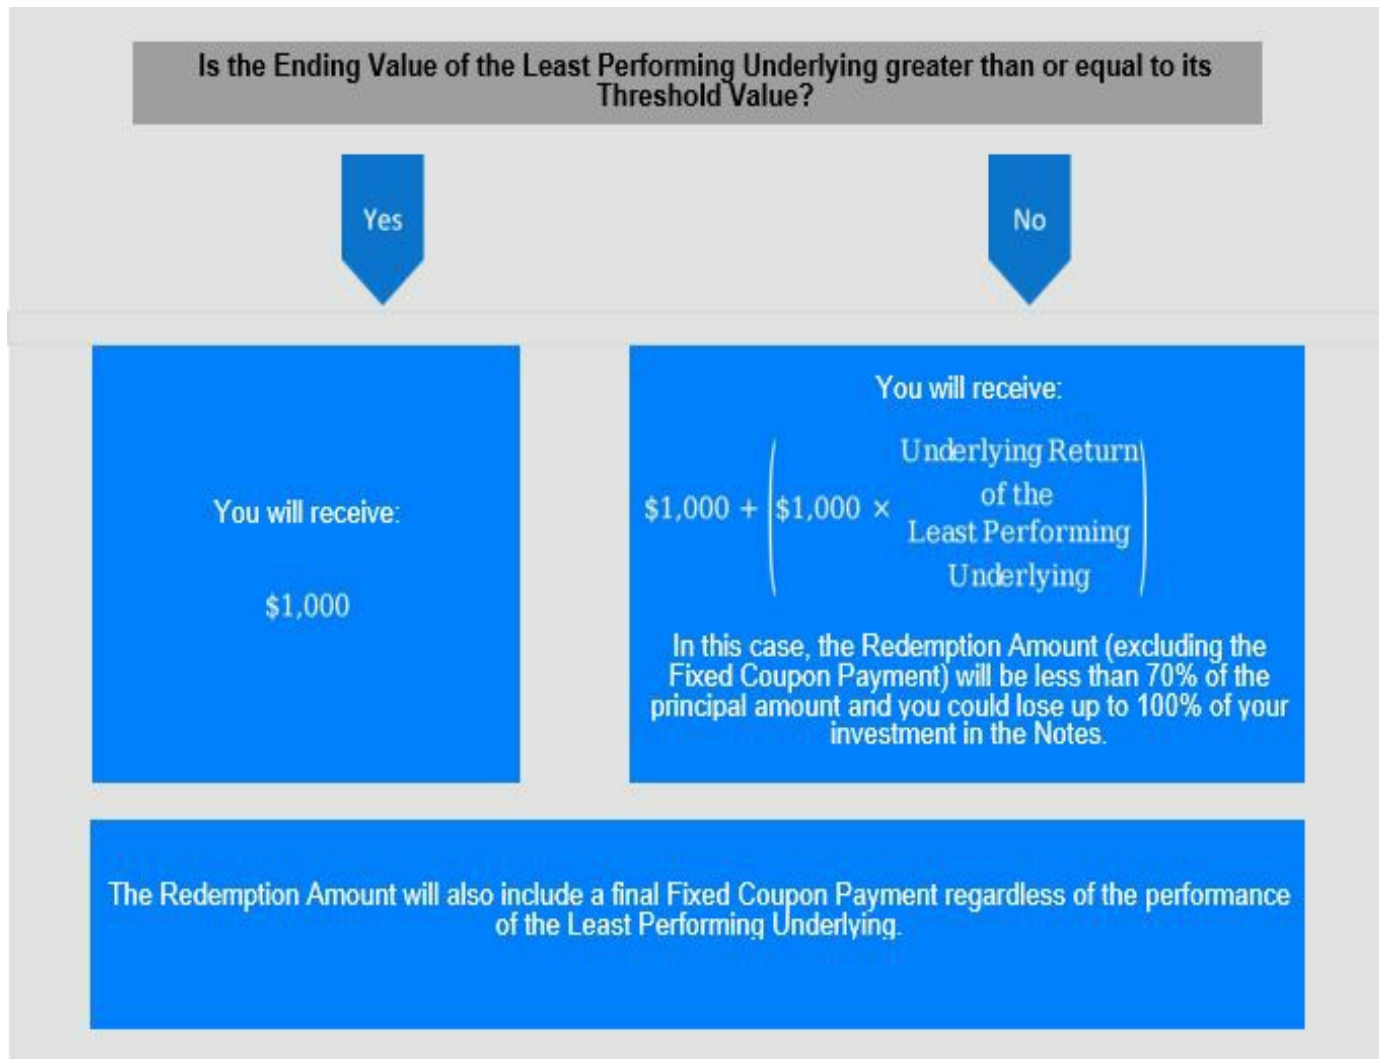 Is the Ending Value of the Least Performing Underlying greater than or equal to its
Threshold Value?
Yes
No
You will receive:
$1,000
You will receive:
$1,000 + ($1,000 × Underlying Return
of the
Least Performing
Underlying)
In this case, the Redemption Amount (excluding the
Fixed Coupon Payment) will be less than 70% of the
principal amount and you could lose up to 100% of your
investment in the Notes.
The Redemption Amount will also include a final Fixed Coupon Payment regardless of the performance
of the Least Performing Underlying.